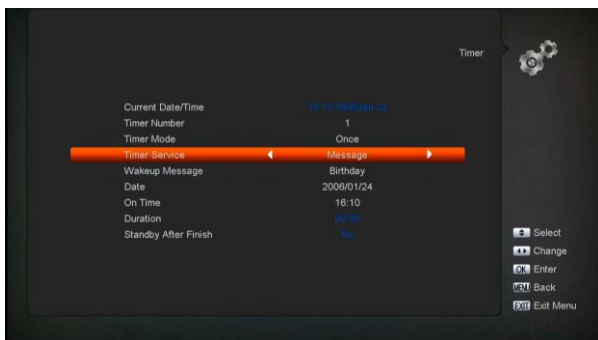 Timer
Current Date/Time
Timer Number 1
Timer Mode Once
Timer Service Message
Wakeup Message Birthday
Date 2006/01/24
On Time 16:10
Duration 00:00
Standby After Finish No
Select
Change
OK Enter
MENU Back
EXIT Exit Menu